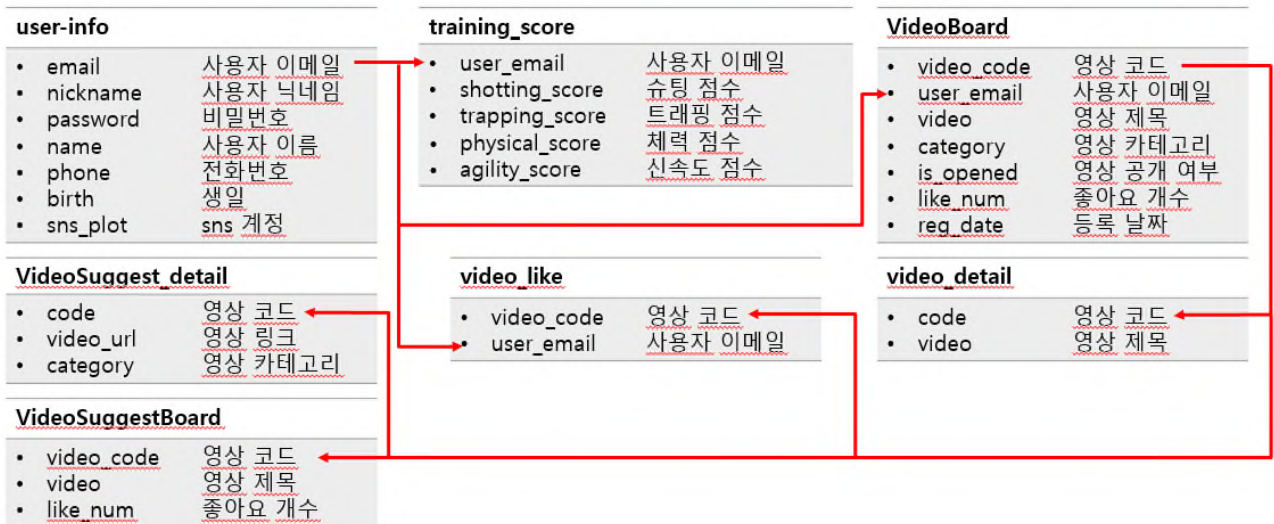 user-info
• email 사용자 이메일
• nickname 사용자 닉네임
• password 비밀번호
• name 사용자 이름
• phone 전화번호
• birth 생일
• sns_plot sns 계정
training_score
• user_email 사용자 이메일
• shotting_score 슈팅 점수
• trapping_score 트래핑 점수
• physical_score 체력 점수
• agility_score 신속도 점수
VideoBoard
• video_code 영상 코드
• user_email 사용자 이메일
• video 영상 제목
• category 영상 카테고리
• is_opened 영상 공개 여부
• like_num 좋아요 개수
• reg_date 등록 날짜
VideoSuggest_detail
• code 영상 코드
• video_url 영상 링크
• category 영상 카테고리
video_like
• video_code 영상 코드
• user_email 사용자 이메일
video_detail
• code 영상 코드
• video 영상 제목
VideoSuggestBoard
• video_code 영상 코드
• video 영상 제목
• like_num 좋아요 개수